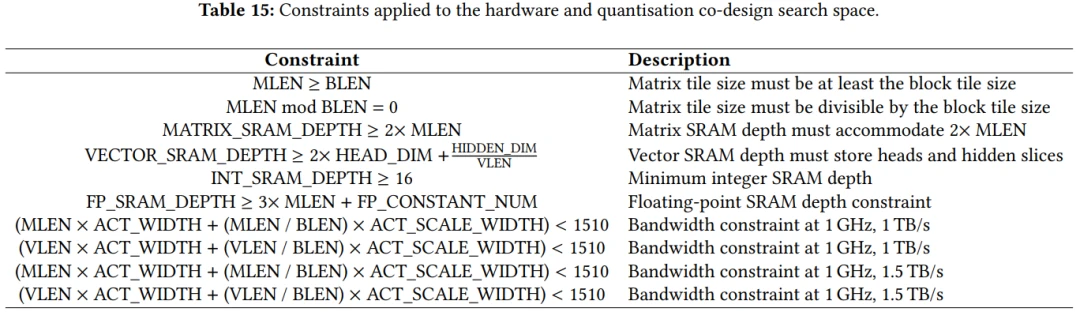 Table 15: Constraints applied to the hardware and quantisation co-design search space.
Constraint Description
MLEN ≥ BLEN Matrix tile size must be at least the block tile size
MLEN mod BLEN = 0 Matrix tile size must be divisible by the block tile size
MATRIX_SRAM_DEPTH ≥ 2× MLEN Matrix SRAM depth must accommodate 2× MLEN
VECTOR_SRAM_DEPTH ≥ 2× HEAD_DIM + HIDDEN_DIM/VLEN Vector SRAM depth must store heads and hidden slices
INT_SRAM_DEPTH ≥ 16 Minimum integer SRAM depth
FP_SRAM_DEPTH ≥ 3× MLEN + FP_CONSTANT_NUM Floating-point SRAM depth constraint
(MLEN × ACT_WIDTH + (MLEN / BLEN) × ACT_SCALE_WIDTH) < 1510 Bandwidth constraint at 1 GHz, 1 TB/s
(VLEN × ACT_WIDTH + (VLEN / BLEN) × ACT_SCALE_WIDTH) < 1510 Bandwidth constraint at 1 GHz, 1 TB/s
(MLEN × ACT_WIDTH + (MLEN / BLEN) × ACT_SCALE_WIDTH) < 1510 Bandwidth constraint at 1 GHz, 1.5 TB/s
(VLEN × ACT_WIDTH + (VLEN / BLEN) × ACT_SCALE_WIDTH) < 1510 Bandwidth constraint at 1 GHz, 1.5 TB/s